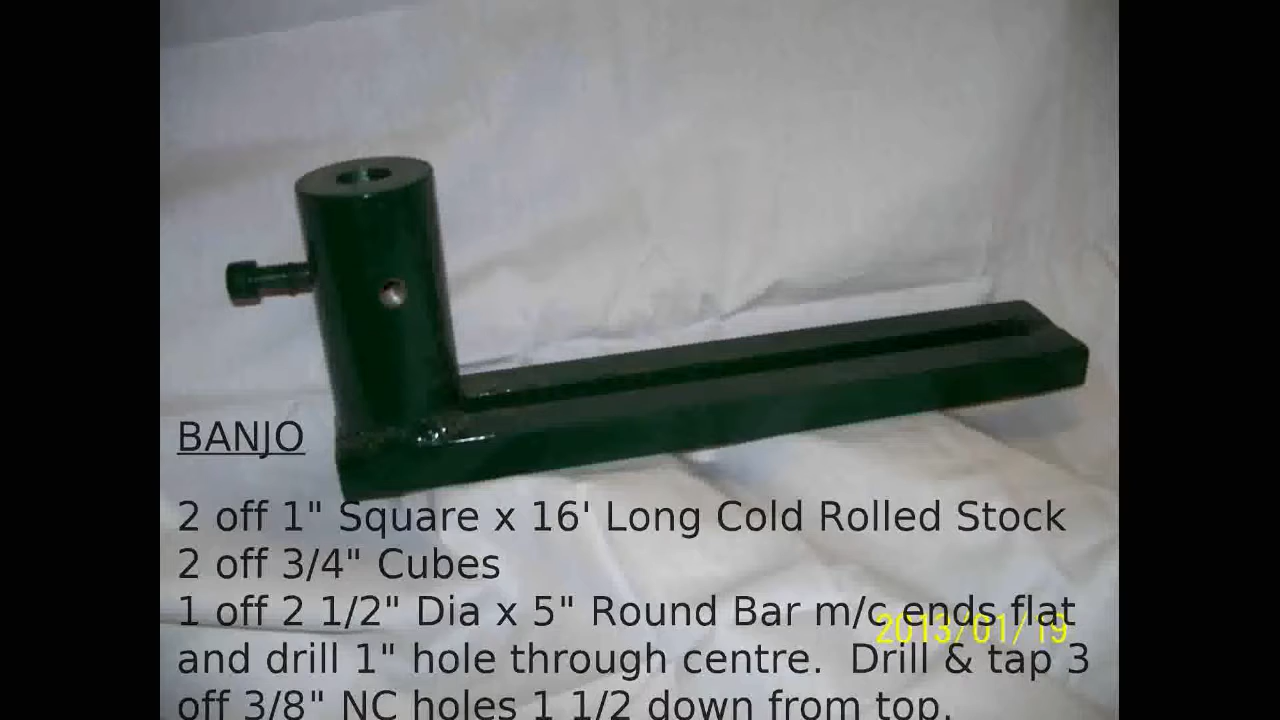 BANJO
2 off 1" Square x 16' Long Cold Rolled Stock
2 off 3/4" Cubes
1 off 2 1/2" Dia x 5" Round Bar m/c ends flat
2013/01/19
and drill 1" hole through centre.  Drill & tap 3
off 3/8" NC holes 1 1/2 down from top.